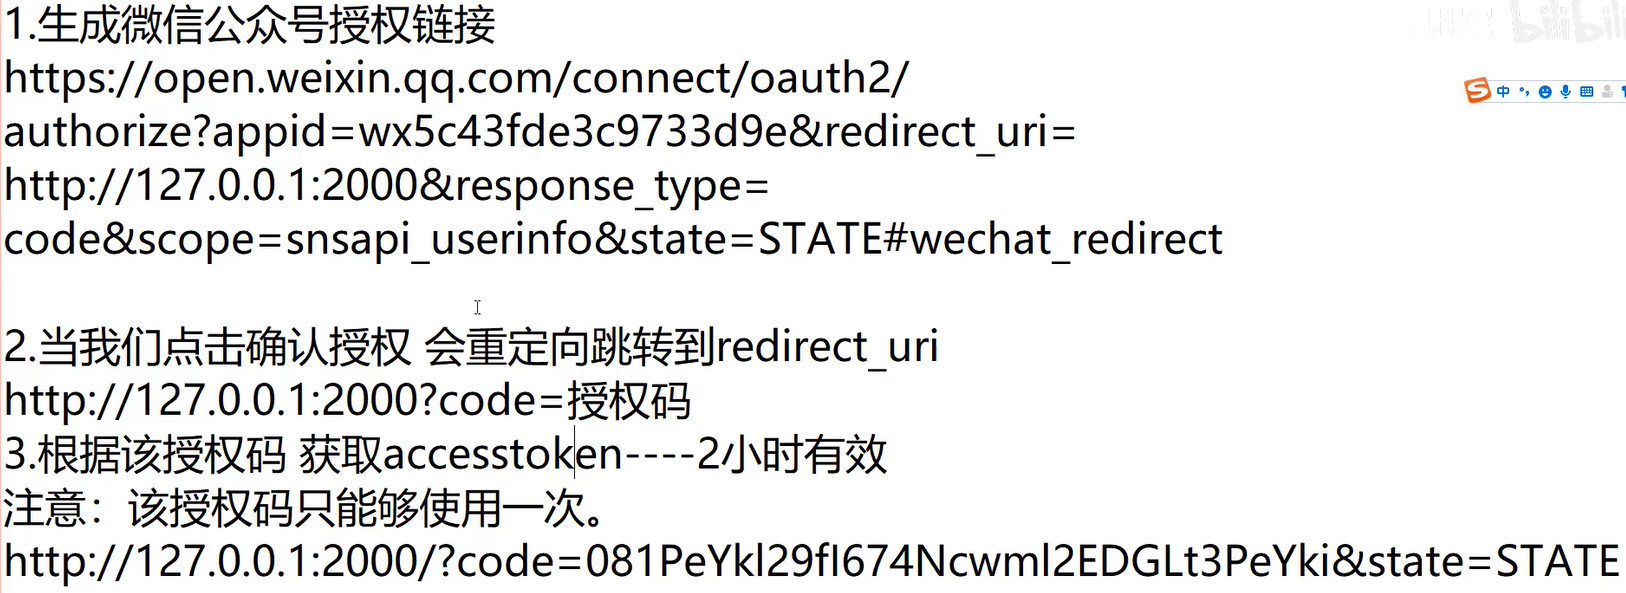 1.生成微信公众号授权链接
https://open.weixin.qq.com/connect/oauth2/
authorize?appid=wx5c43fde3c9733d9e&redirect_uri=
http://127.0.0.1:2000&response_type=
code&scope=snsapi_userinfo&state=STATE#wechat_redirect
2.当我们点击确认授权 会重定向跳转到redirect_uri
http://127.0.0.1:2000?code=授权码
3.根据该授权码 获取accesstoken----2小时有效
注意：该授权码只能够使用一次。
http://127.0.0.1:2000/?code=081PeYkl29fI674Ncwml2EDGLt3PeYki&state=STATE
中